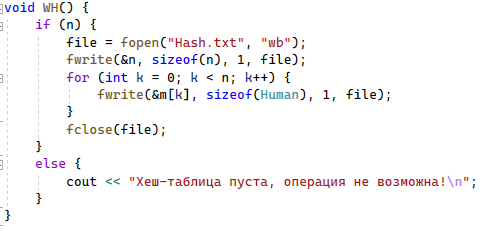 void WH() {
    if (n) {
        file = fopen("Hash.txt", "wb");
        fwrite(&n, sizeof(n), 1, file);
        for (int k = 0; k < n; k++) {
            fwrite(&m[k], sizeof(Human), 1, file);
        }
        fclose(file);
    }
    else {
        cout << "Хеш-таблица пуста, операция не возможна!\n";
    }
}